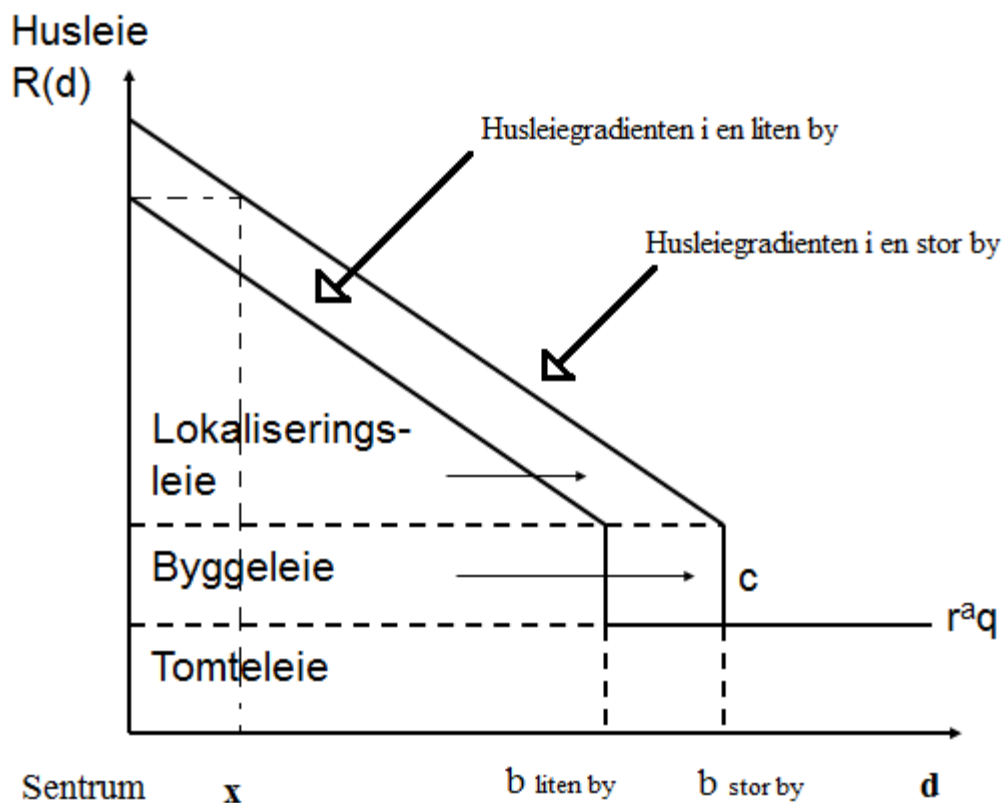 Husleie
R(d)
Husleiegradienten i en liten by
Husleiegradienten i en stor by
Lokaliserings-
leie
Byggeleie
c
rᵃq
Tomteleie
Sentrum x b liten by b stor by d